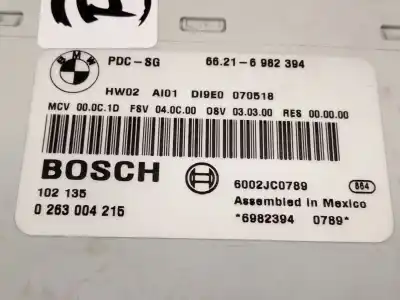 BMW
PDC-SG 66.21-6 982 394
HW02 AI01 DI9E0 070518
MCV 00.0C.1D FSV 04.0C.00 OSV 03.03.00 RES 00.00.00
BOSCH
102 135
6002JC0789 864
0 263 004 215
Assembled in Mexico
*6982394 0789*